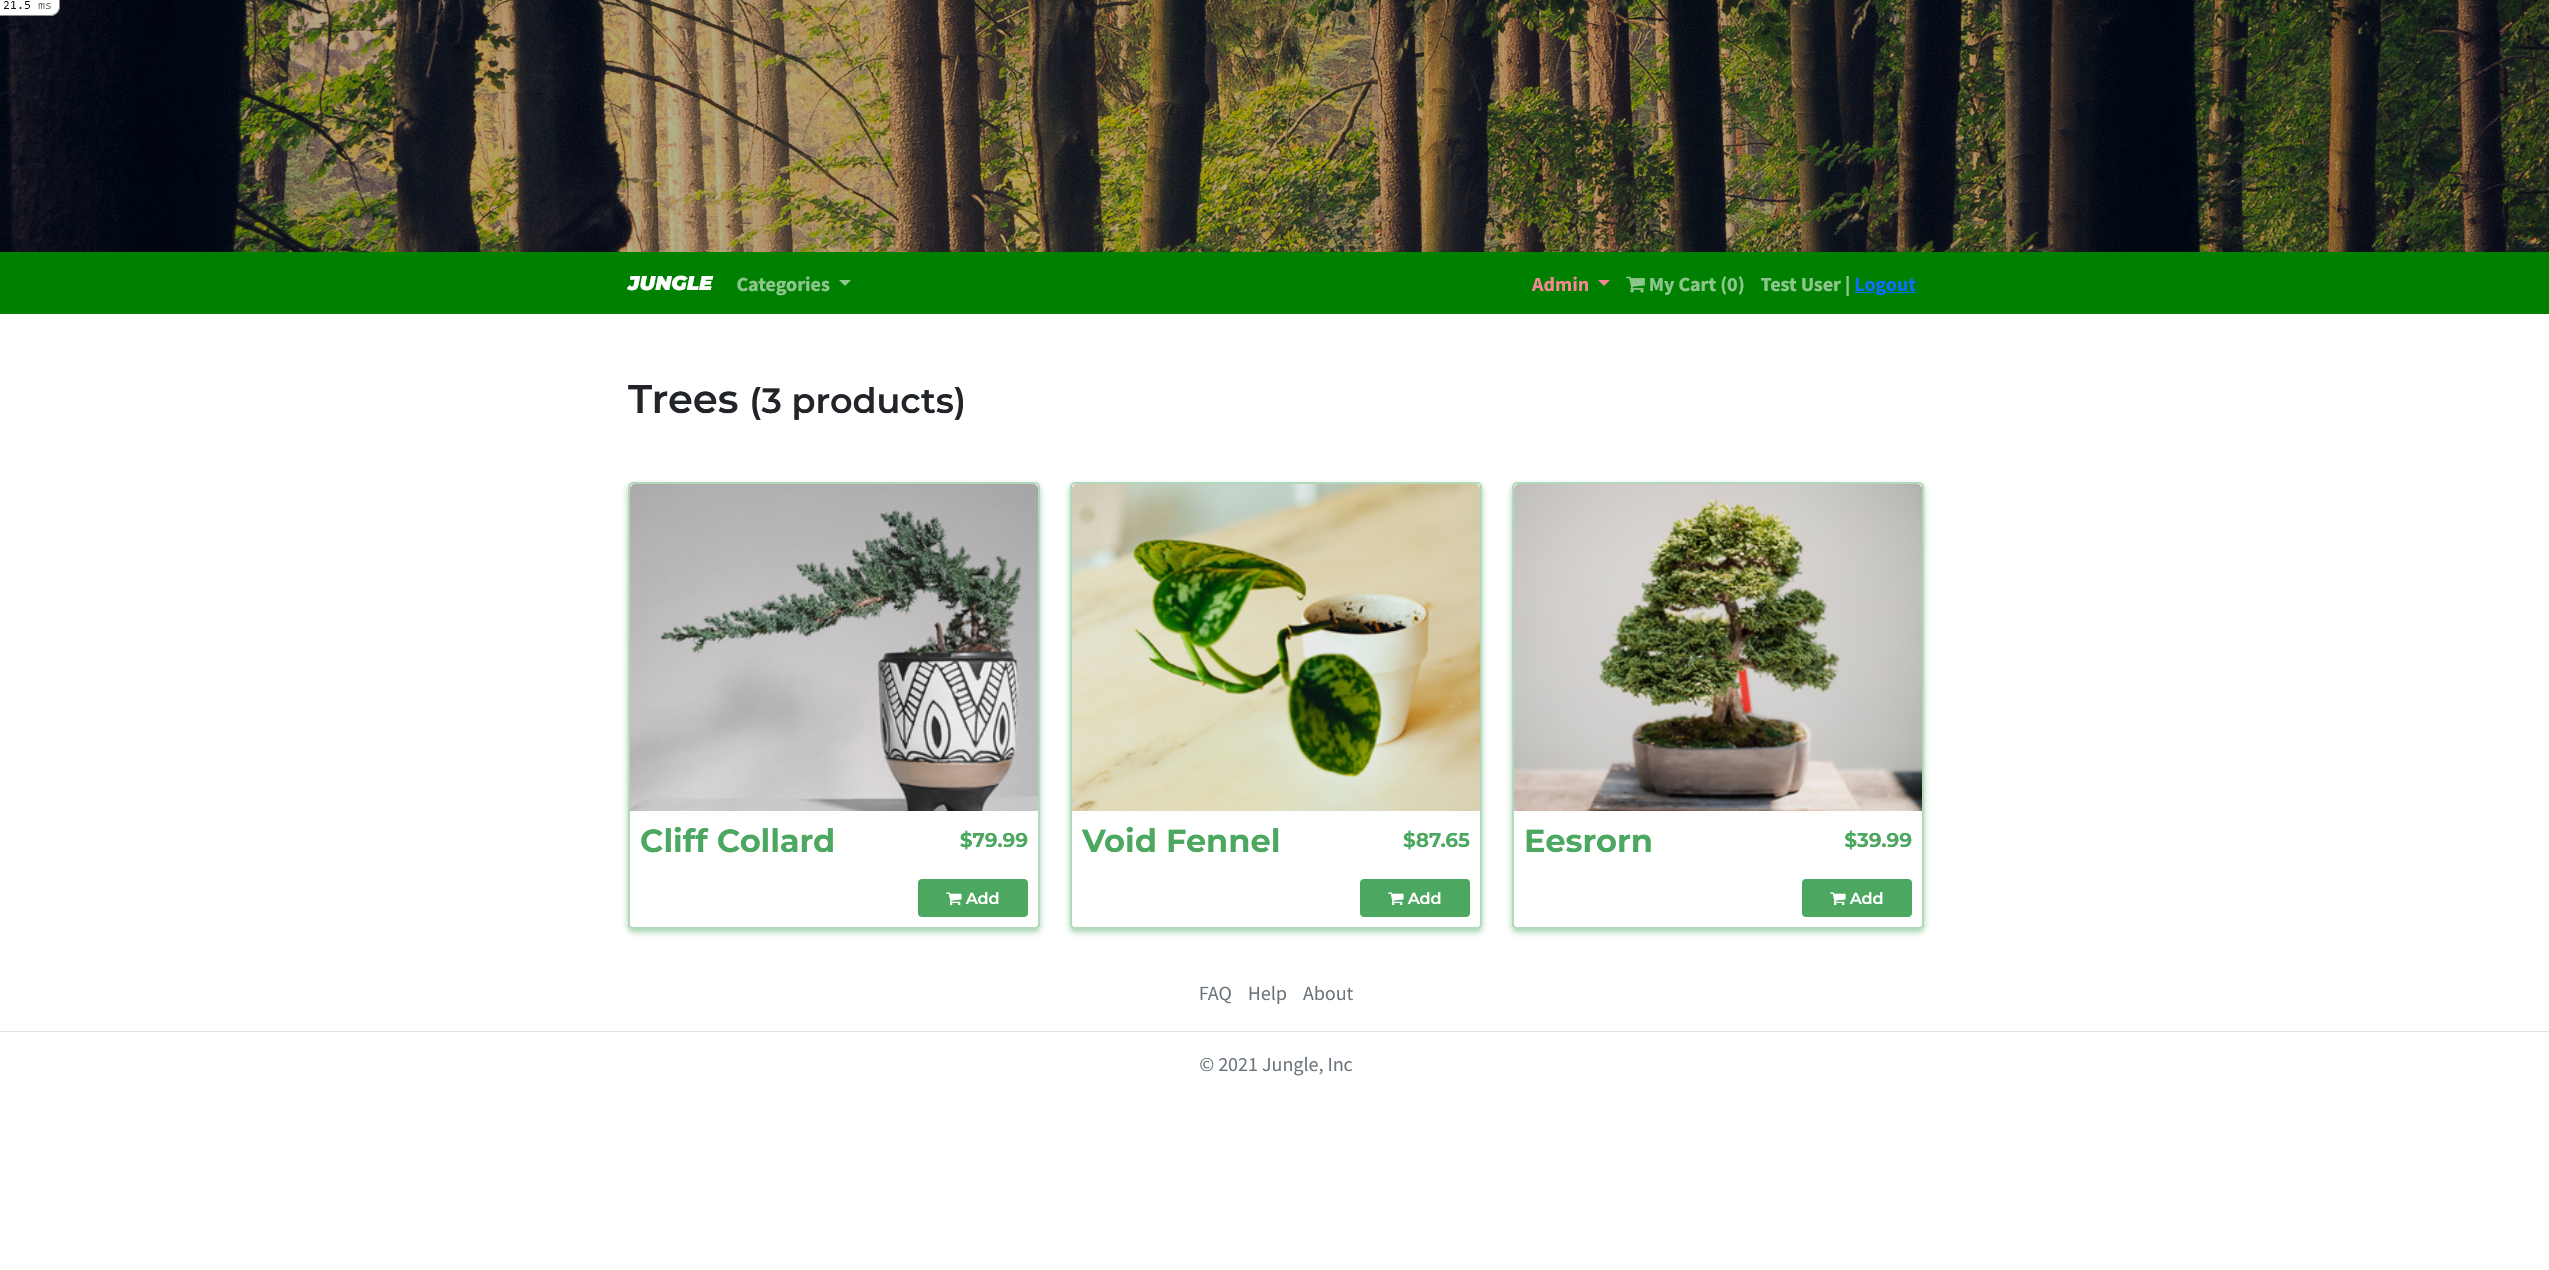 21.5 ms
JUNGLE Categories Admin My Cart (0) Test User | Logout
Trees (3 products)
Cliff Collard $79.99
Add
Void Fennel $87.65
Add
Eesrorn $39.99
Add
FAQ Help About
© 2021 Jungle, Inc